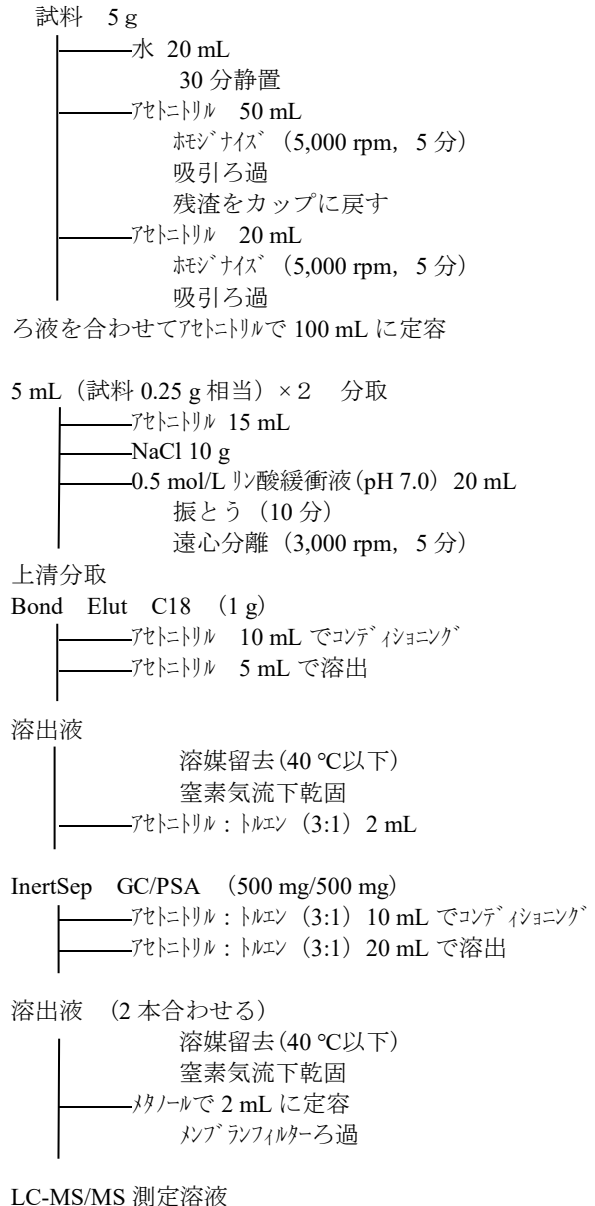 試料　5 g
水 20 mL
30 分静置
ｱｾﾄﾆﾄﾘﾙ　50 mL
ﾎﾓｼﾞﾅｲｽﾞ（5,000 rpm，5 分）
吸引ろ過
残渣をカップに戻す
ｱｾﾄﾆﾄﾘﾙ　20 mL
ﾎﾓｼﾞﾅｲｽﾞ（5,000 rpm，5 分）
吸引ろ過
ろ液を合わせてｱｾﾄﾆﾄﾘﾙで 100 mL に定容
5 mL（試料 0.25 g 相当）×２　分取
ｱｾﾄﾆﾄﾘﾙ 15 mL
NaCl 10 g
0.5 mol/L ﾘﾝ酸緩衝液(pH 7.0）20 mL
振とう（10 分）
遠心分離（3,000 rpm，5 分）
上清分取
Bond　Elut　C18　（1 g）
ｱｾﾄﾆﾄﾘﾙ　10 mL でｺﾝﾃﾞｨｼｮﾆﾝｸﾞ
ｱｾﾄﾆﾄﾘﾙ　5 mL で溶出
溶出液
溶媒留去(40 ℃以下）
窒素気流下乾固
ｱｾﾄﾆﾄﾘﾙ：ﾄﾙｴﾝ（3:1）2 mL
InertSep　GC/PSA　（500 mg/500 mg）
ｱｾﾄﾆﾄﾘﾙ：ﾄﾙｴﾝ（3:1）10 mL でｺﾝﾃﾞｨｼｮﾆﾝｸﾞ
ｱｾﾄﾆﾄﾘﾙ：ﾄﾙｴﾝ（3:1）20 mL で溶出
溶出液　（2 本合わせる）
溶媒留去(40 ℃以下）
窒素気流下乾固
ﾒﾀﾉｰﾙで 2 mL に定容
ﾒﾝﾌﾞﾗﾝﾌｨﾙﾀｰろ過
LC-MS/MS 測定溶液